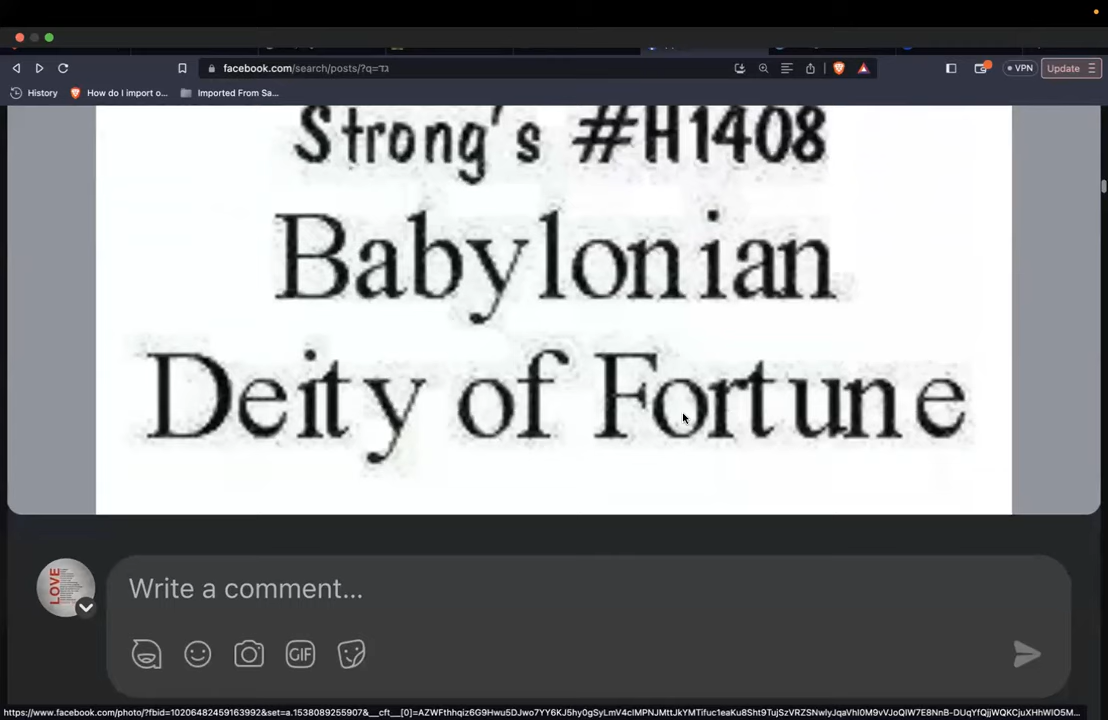 facebook.com/search/posts/?q=גד
VPN
Update
History
How do I import o...
Imported From Sa...
Strong's #H1408
Babylonian
Deity of Fortune
LOVE
Write a comment...
GIF